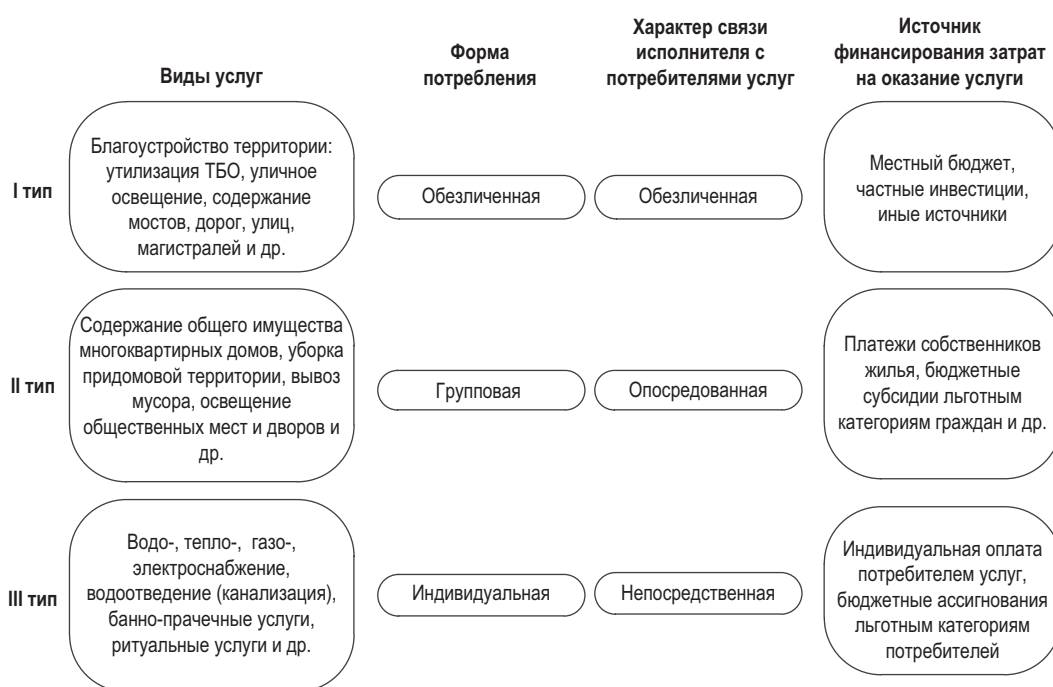 Виды услуг
Форма
потребления
Характер связи
исполнителя с
потребителями услуг
Источник
финансирования затрат
на оказание услуги
I тип
Благоустройство территории:
утилизация ТБО, уличное
освещение, содержание
мостов, дорог, улиц,
магистралей и др.
Обезличенная
Обезличенная
Местный бюджет,
частные инвестиции,
иные источники
II тип
Содержание общего имущества
многоквартирных домов, уборка
придомовой территории, вывоз
мусора, освещение
общественных мест и дворов и
др.
Групповая
Опосредованная
Платежи собственников
жилья, бюджетные
субсидии льготным
категориям граждан и др.
III тип
Водо-, тепло-, газо-,
электроснабжение,
водоотведение (канализация),
банно-прачечные услуги,
ритуальные услуги и др.
Индивидуальная
Непосредственная
Индивидуальная оплата
потребителем услуг,
бюджетные ассигнования
льготным категориям
потребителей